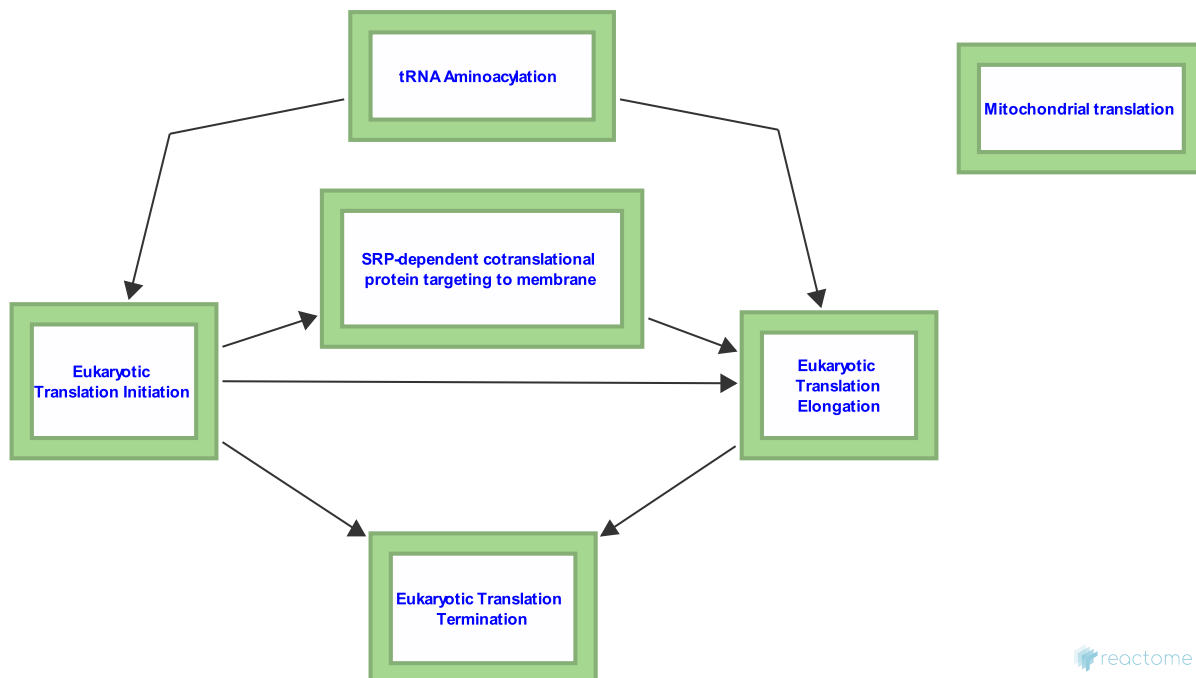 tRNA Aminoacylation
Mitochondrial translation
SRP-dependent cotranslational
protein targeting to membrane
Eukaryotic
Translation Initiation
Eukaryotic
Translation
Elongation
Eukaryotic Translation
Termination
reactome